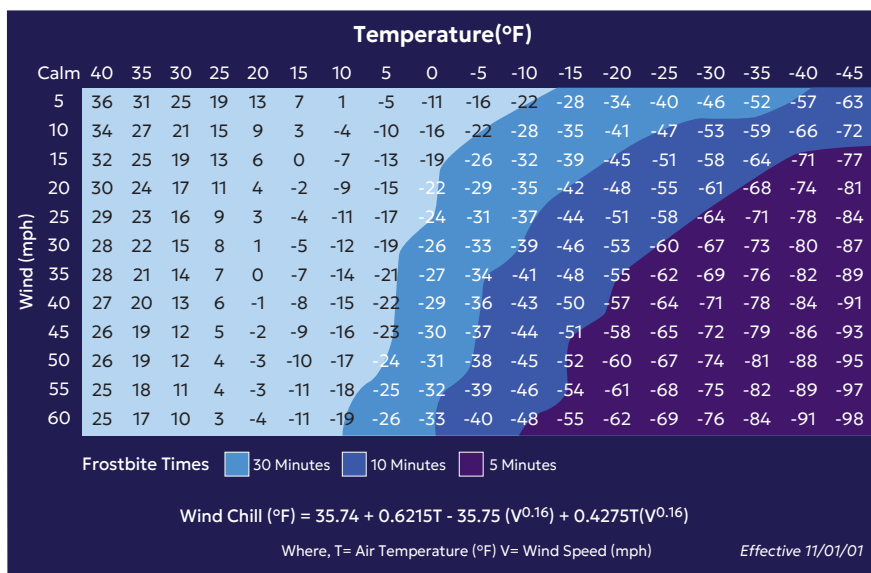 Temperature(ºF)
Calm 40 35 30 25 20 15 10 5 0 -5 -10 -15 -20 -25 -30 -35 -40 -45
5 36 31 25 19 13 7 1 -5 -11 -16 -22 -28 -34 -40 -46 -52 -57 -63
10 34 27 21 15 9 3 -4 -10 -16 -22 -28 -35 -41 -47 -53 -59 -66 -72
15 32 25 19 13 6 0 -7 -13 -19 -26 -32 -39 -45 -51 -58 -64 -71 -77
20 30 24 17 11 4 -2 -9 -15 -22 -29 -35 -42 -48 -55 -61 -68 -74 -81
25 29 23 16 9 3 -4 -11 -17 -24 -31 -37 -44 -51 -58 -64 -71 -78 -84
30 28 22 15 8 1 -5 -12 -19 -26 -33 -39 -46 -53 -60 -67 -73 -80 -87
35 28 21 14 7 0 -7 -14 -21 -27 -34 -41 -48 -55 -62 -69 -76 -82 -89
40 27 20 13 6 -1 -8 -15 -22 -29 -36 -43 -50 -57 -64 -71 -78 -84 -91
45 26 19 12 5 -2 -9 -16 -23 -30 -37 -44 -51 -58 -65 -72 -79 -86 -93
50 26 19 12 4 -3 -10 -17 -24 -31 -38 -45 -52 -60 -67 -74 -81 -88 -95
55 25 18 11 4 -3 -11 -18 -25 -32 -39 -46 -54 -61 -68 -75 -82 -89 -97
60 25 17 10 3 -4 -11 -19 -26 -33 -40 -48 -55 -62 -69 -76 -84 -91 -98
Wind (mph)
Frostbite Times 30 Minutes 10 Minutes 5 Minutes
Wind Chill (ºF) = 35.74 + 0.6215T - 35.75 (V0.16) + 0.4275T(V0.16)
Where, T= Air Temperature (ºF) V= Wind Speed (mph) Effective 11/01/01